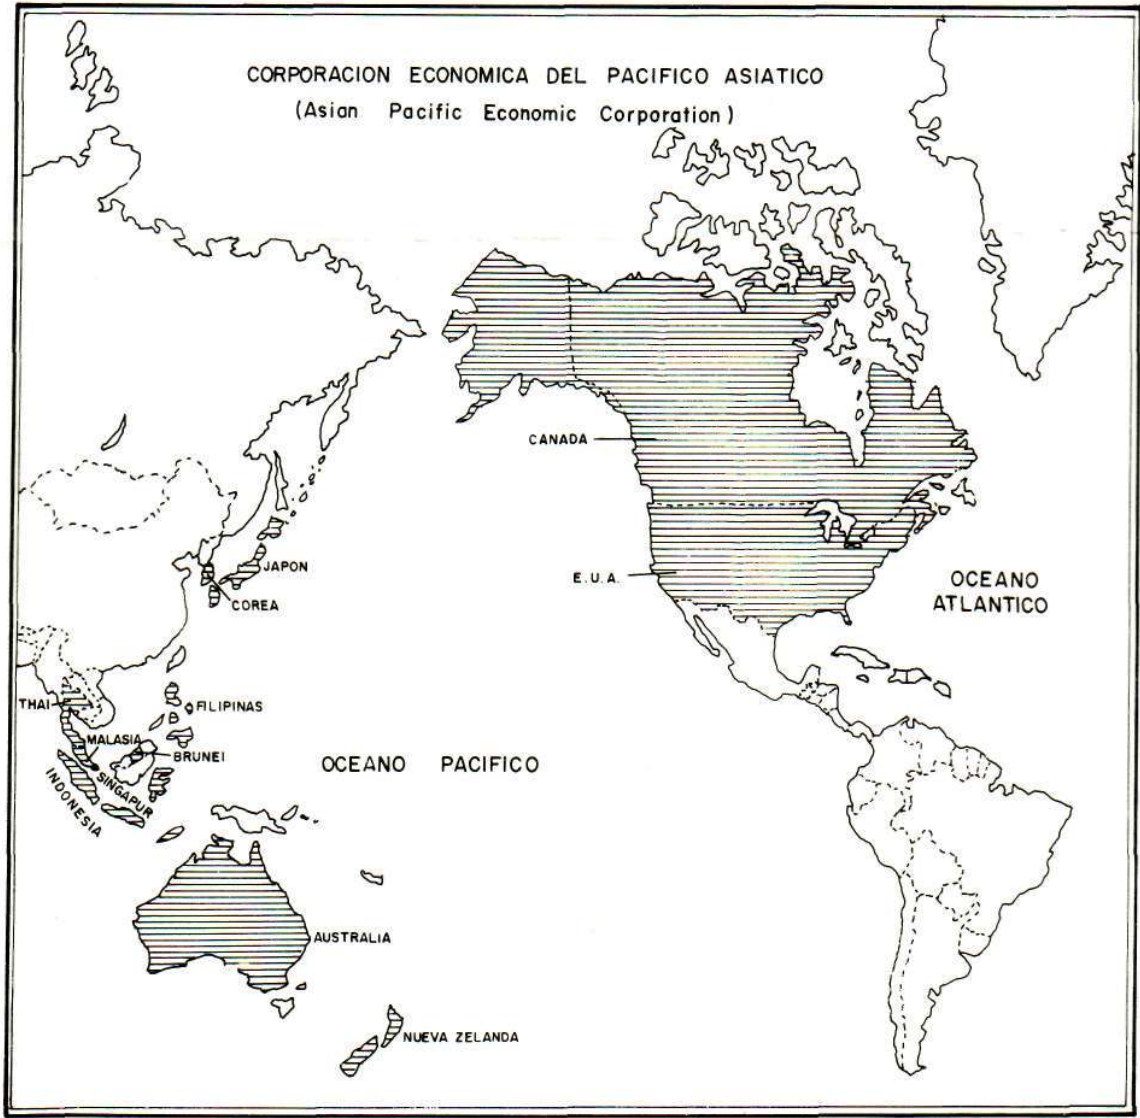 CORPORACION ECONOMICA DEL PACIFICO ASIATICO
(Asian Pacific Economic Corporation)
CANADA
E.U.A.
OCEANO
ATLANTICO
JAPON
COREA
THAI
FILIPINAS
MALASIA
BRUNEI
SINGAPUR
INDONESIA
OCEANO PACIFICO
AUSTRALIA
NUEVA ZELANDA